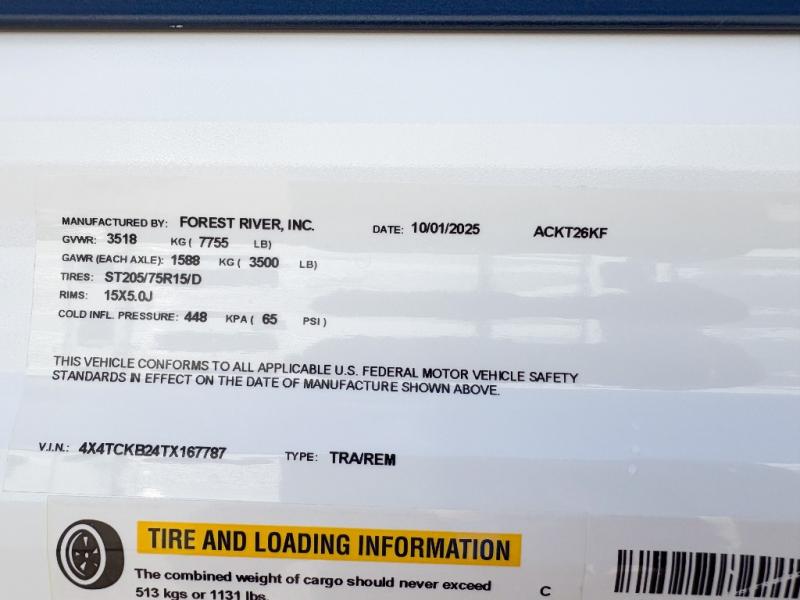 MANUFACTURED BY: FOREST RIVER, INC. DATE: 10/01/2025 ACKT26KF
GVWR: 3518 KG ( 7755 LB)
GAWR (EACH AXLE): 1588 KG ( 3500 LB)
TIRES: ST205/75R15/D
RIMS: 15X5.0J
COLD INFL. PRESSURE: 448 KPA ( 65 PSI )
THIS VEHICLE CONFORMS TO ALL APPLICABLE U.S. FEDERAL MOTOR VEHICLE SAFETY
STANDARDS IN EFFECT ON THE DATE OF MANUFACTURE SHOWN ABOVE.
V.I.N.: 4X4TCKB24TX167787 TYPE: TRA/REM
TIRE AND LOADING INFORMATION
The combined weight of cargo should never exceed
513 kgs or 1131 lbs. C